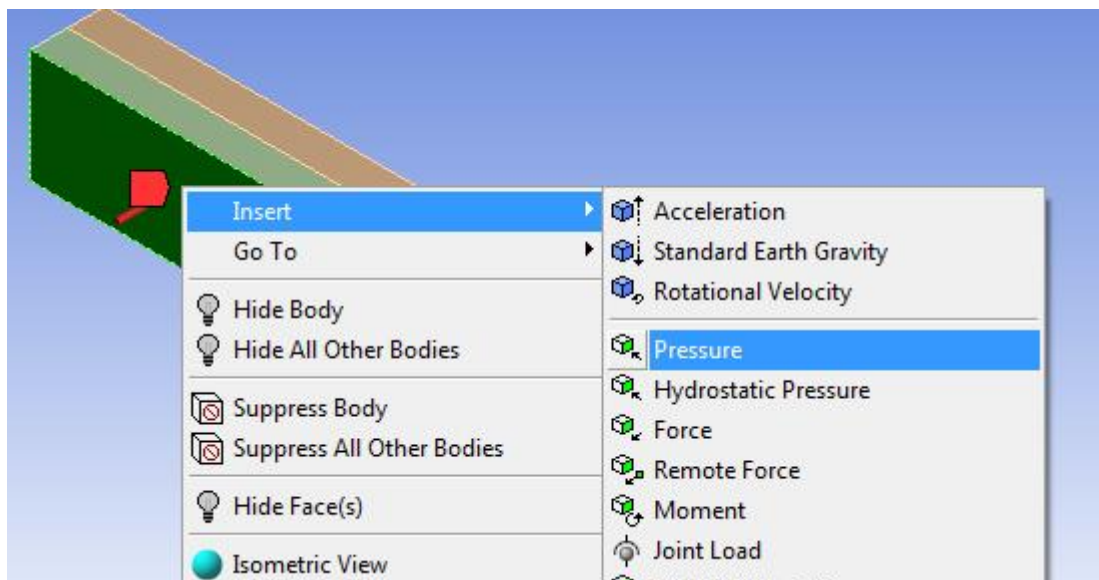 Insert
Go To
Hide Body
Hide All Other Bodies
Suppress Body
Suppress All Other Bodies
Hide Face(s)
Isometric View
Acceleration
Standard Earth Gravity
Rotational Velocity
Pressure
Hydrostatic Pressure
Force
Remote Force
Moment
Joint Load